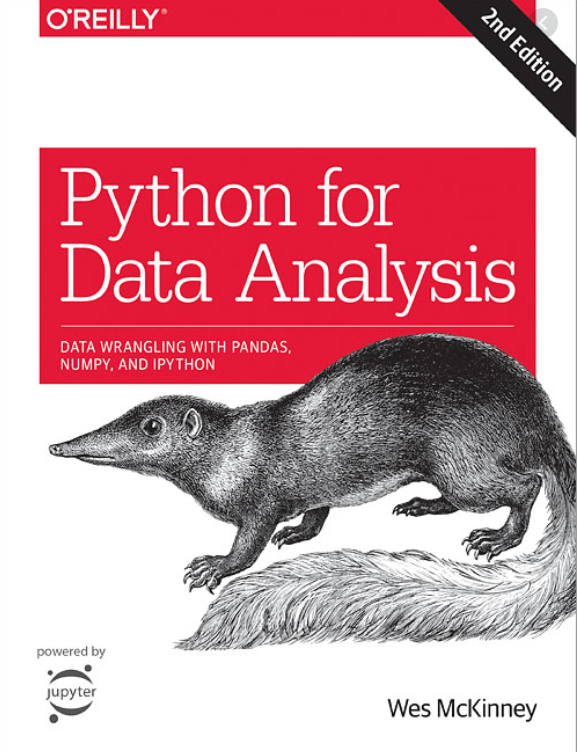 O'REILLY®
2nd Edition
Python for
Data Analysis
DATA WRANGLING WITH PANDAS,
NUMPY, AND IPYTHON
powered by
jupyter
Wes McKinney